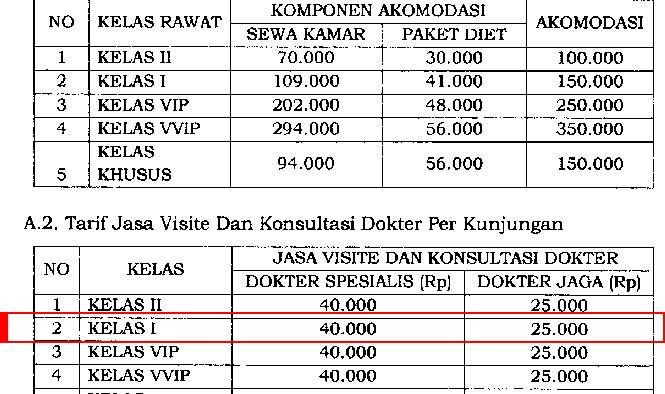 NO KELAS RAWAT KOMPONEN AKOMODASI AKOMODASI
SEWA KAMAR PAKET DIET
1 KELAS II 70.000 30.000 100.000
2 KELAS I 109.000 41.000 150.000
3 KELAS VIP 202.000 48.000 250.000
4 KELAS VVIP 294.000 56.000 350.000
5 KELAS KHUSUS 94.000 56.000 150.000
A.2. Tarif Jasa Visite Dan Konsultasi Dokter Per Kunjungan
NO KELAS JASA VISITE DAN KONSULTASI DOKTER
DOKTER SPESIALIS (Rp) DOKTER JAGA (Rp)
1 KELAS II 40.000 25.000
2 KELAS I 40.000 25.000
3 KELAS VIP 40.000 25.000
4 KELAS VVIP 40.000 25.000